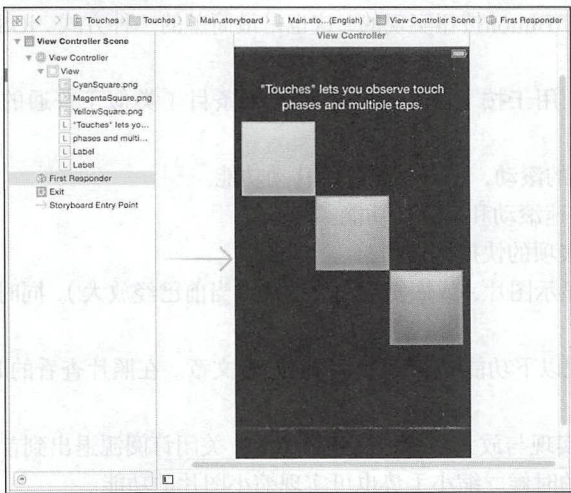 Touches Touches Main.storyboard Main.sto...(English) View Controller Scene First Responder
View Controller Scene
View Controller
View
CyanSquare.png
MagentaSquare.png
YellowSquare.png
L "Touches" lets yo...
L phases and multi...
L Label
L Label
First Responder
Exit
Storyboard Entry Point
View Controller
"Touches" lets you observe touch
phases and multiple taps.